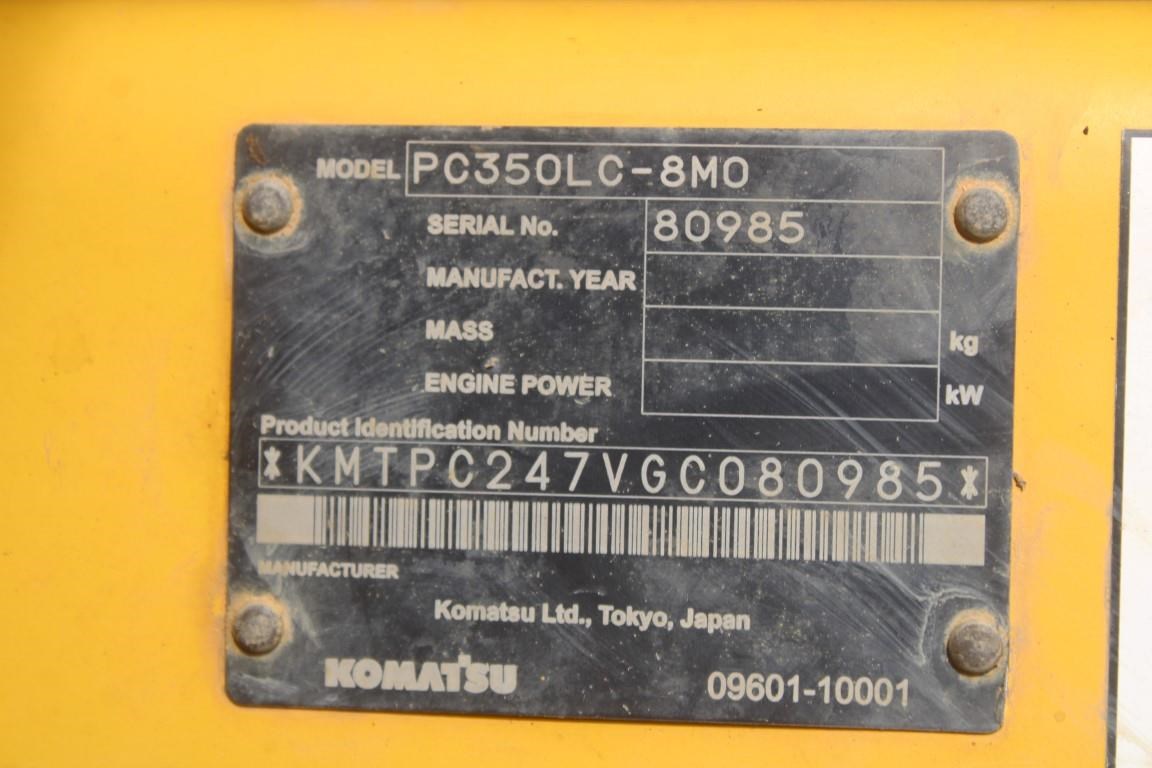 MODEL PC350LC-8M0
SERIAL No. 80985
MANUFACT. YEAR
MASS kg
ENGINE POWER kW
Product Identification Number
*KMTPC247VGC080985*
MANUFACTURER
Komatsu Ltd., Tokyo, Japan
KOMATSU 09601-10001